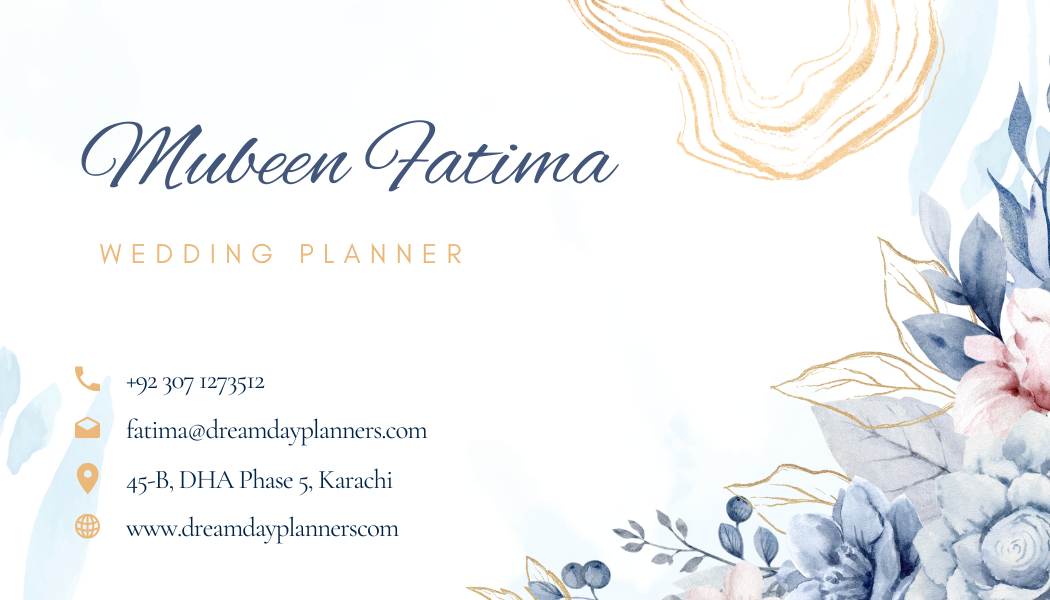 Mubeen Fatima
WEDDING PLANNER
+92 307 1273512
fatima@dreamdayplanners.com
45-B, DHA Phase 5, Karachi
www.dreamdayplannerscom